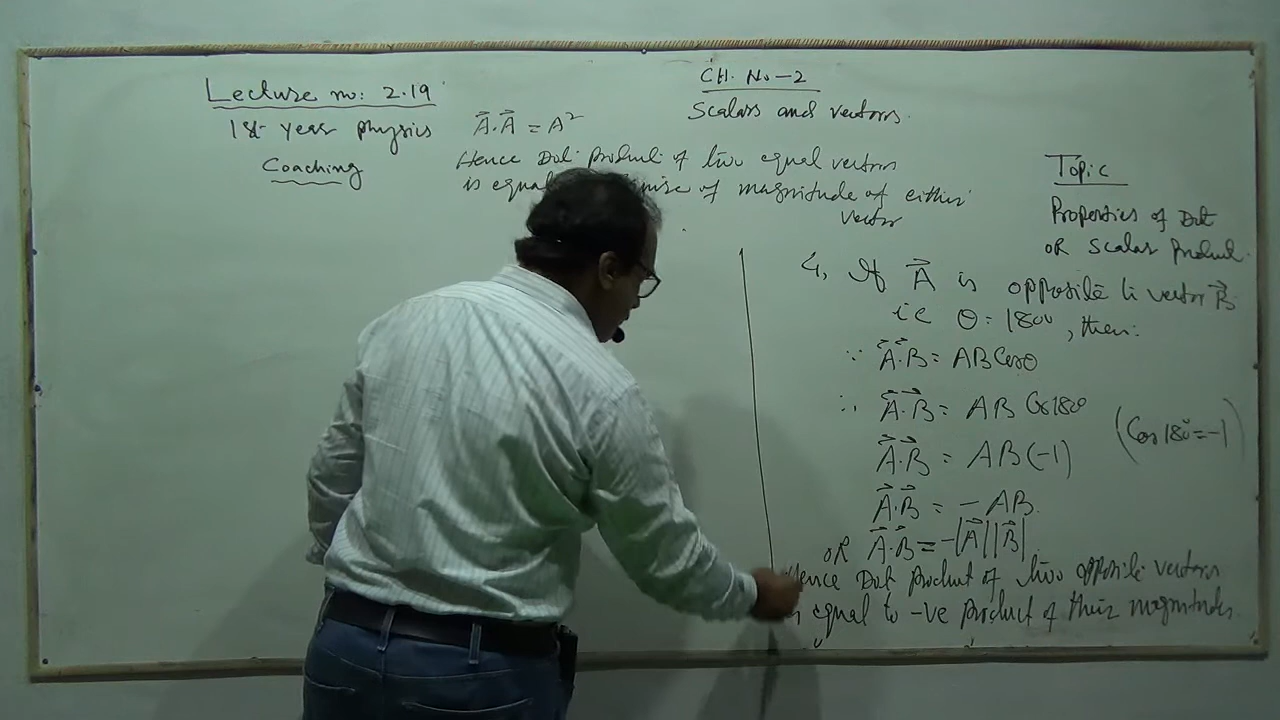 Lecture no: 2.19
1st year physics
Coaching
CH. No-2
Scalars and vectors.
A⃗.A⃗ = A²
Hence Dot product of two equal vectors
is equal of magnitude of either
vector
Topic
Properties of Dot
OR Scalar product.
4, If A⃗ is opposite to vector B⃗
ie θ = 180°, then:
∵ A⃗.B⃗ = AB Cosθ
∴ A⃗.B⃗ = AB Cos180
A⃗.B⃗ = AB(-1) (Cos180°=-1)
A⃗.B⃗ = - AB.
OR A⃗.B⃗ = -|A⃗||B⃗|
Hence Dot product of two opposite vectors
equal to -ve product of their magnitudes.